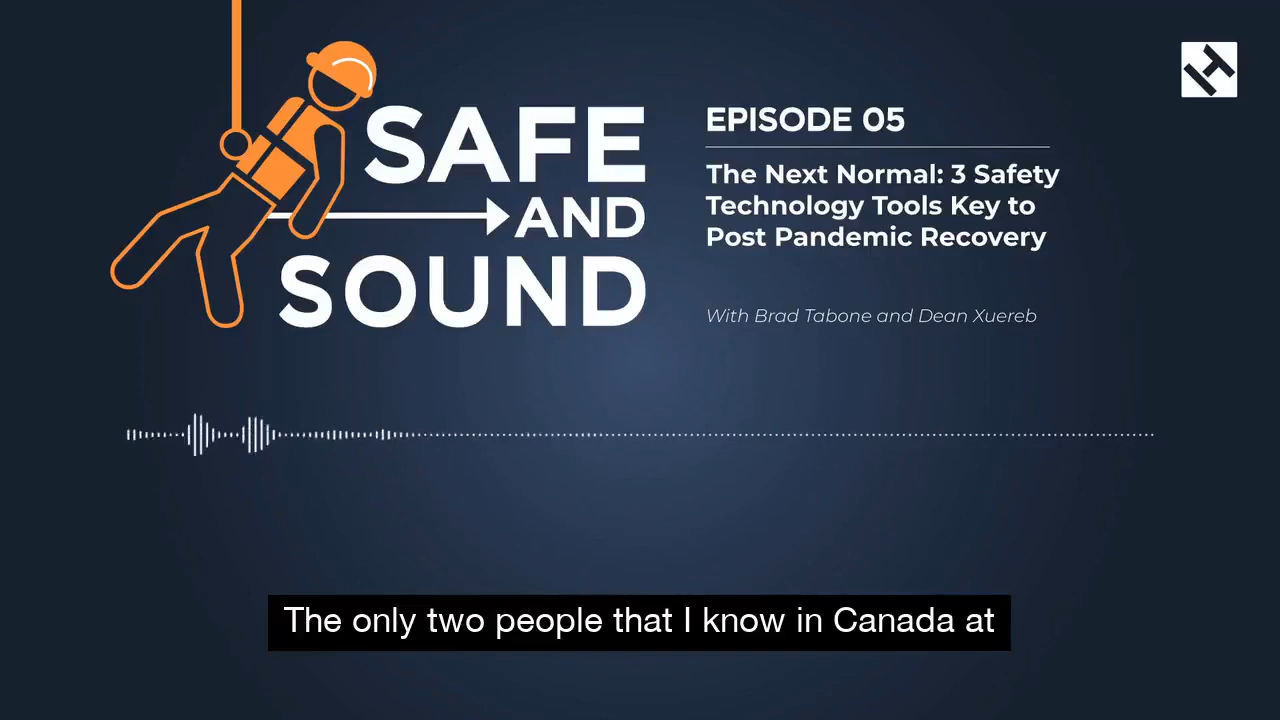 SAFE
AND
SOUND
EPISODE 05
The Next Normal: 3 Safety
Technology Tools Key to
Post Pandemic Recovery
With Brad Tabone and Dean Xuereb
The only two people that I know in Canada at